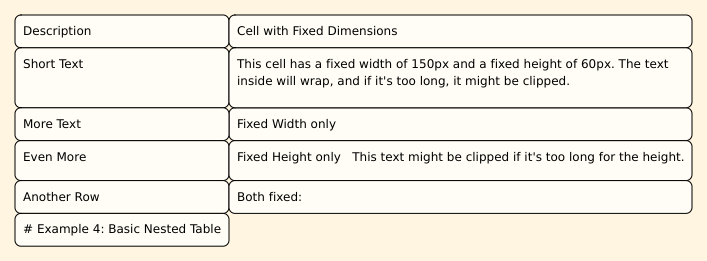 Description
Cell with Fixed Dimensions
Short Text
This cell has a fixed width of 150px and a fixed height of 60px. The text
inside will wrap, and if it's too long, it might be clipped.
More Text
Fixed Width only
Even More
Fixed Height only   This text might be clipped if it's too long for the height.
Another Row
Both fixed:
# Example 4: Basic Nested Table